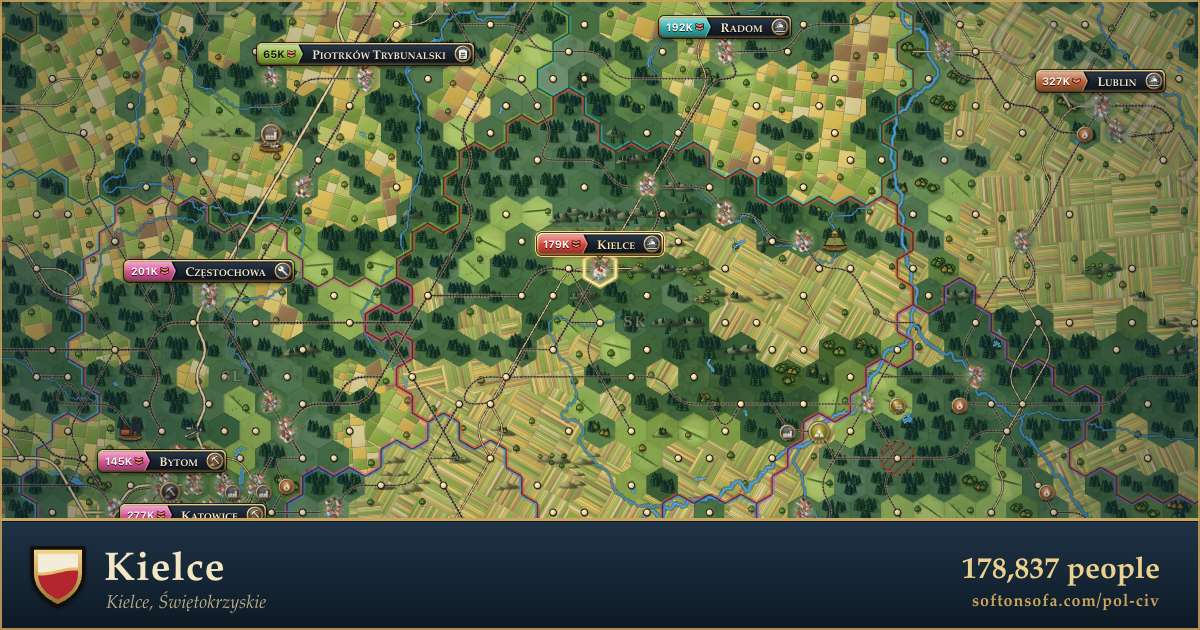 192K RADOM
65K PIOTRKÓW TRYBUNALSKI
327K LUBLIN
179K KIELCE
201K CZĘSTOCHOWA
SK
145K BYTOM
277K KATOWICE
Kielce
Kielce, Świętokrzyskie
178,837 people
softonsofa.com/pol-civ